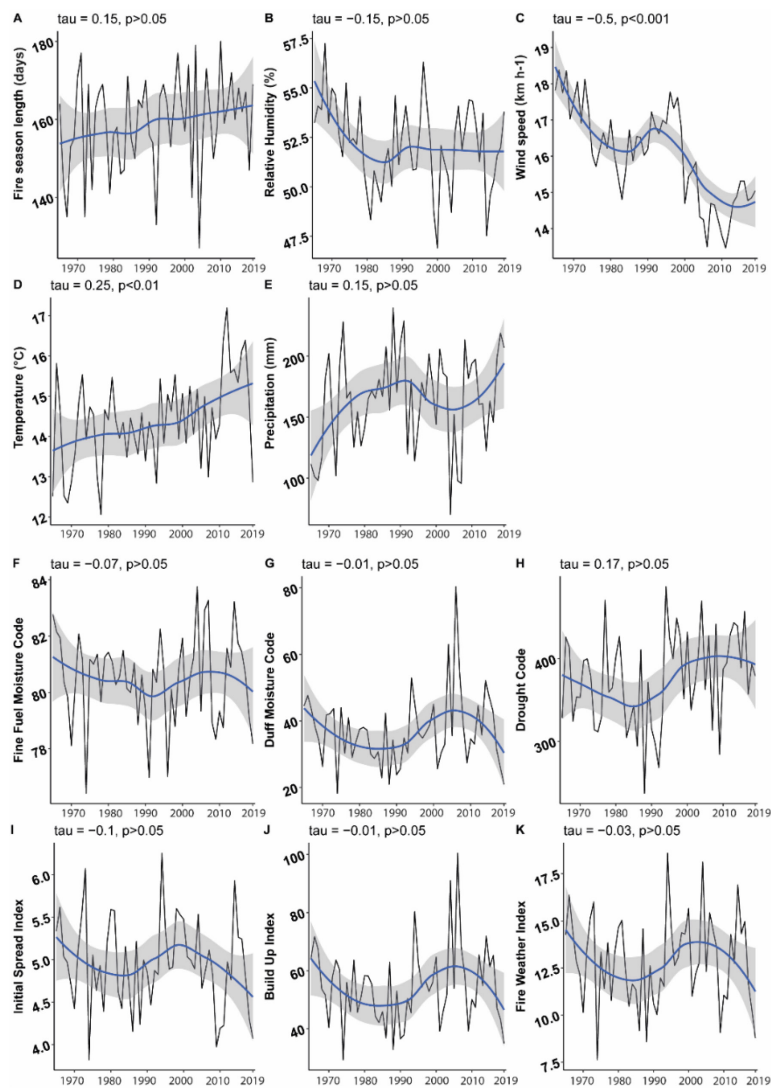 A tau = 0.15, p>0.05
Fire season length (days)
180
160
140
1970 1980 1990 2000 2010 2019
B tau = −0.15, p>0.05
Relative Humidity (%)
57.5
55.0
52.5
50.0
47.5
1970 1980 1990 2000 2010 2019
C tau = −0.5, p<0.001
Wind speed (km h-1)
19
18
17
16
15
14
1970 1980 1990 2000 2010 2019
D tau = 0.25, p<0.01
Temperature (°C)
17
16
15
14
13
12
1970 1980 1990 2000 2010 2019
E tau = 0.15, p>0.05
Precipitation (mm)
200
150
100
1970 1980 1990 2000 2010 2019
F tau = −0.07, p>0.05
Fine Fuel Moisture Code
84
82
80
78
1970 1980 1990 2000 2010 2019
G tau = −0.01, p>0.05
Duff Moisture Code
80
60
40
20
1970 1980 1990 2000 2010 2019
H tau = 0.17, p>0.05
Drought Code
400
300
1970 1980 1990 2000 2010 2019
I tau = −0.1, p>0.05
Initial Spread Index
6.0
5.5
5.0
4.5
4.0
1970 1980 1990 2000 2010 2019
J tau = −0.01, p>0.05
Build Up Index
100
80
60
40
1970 1980 1990 2000 2010 2019
K tau = −0.03, p>0.05
Fire Weather Index
17.5
15.0
12.5
10.0
7.5
1970 1980 1990 2000 2010 2019